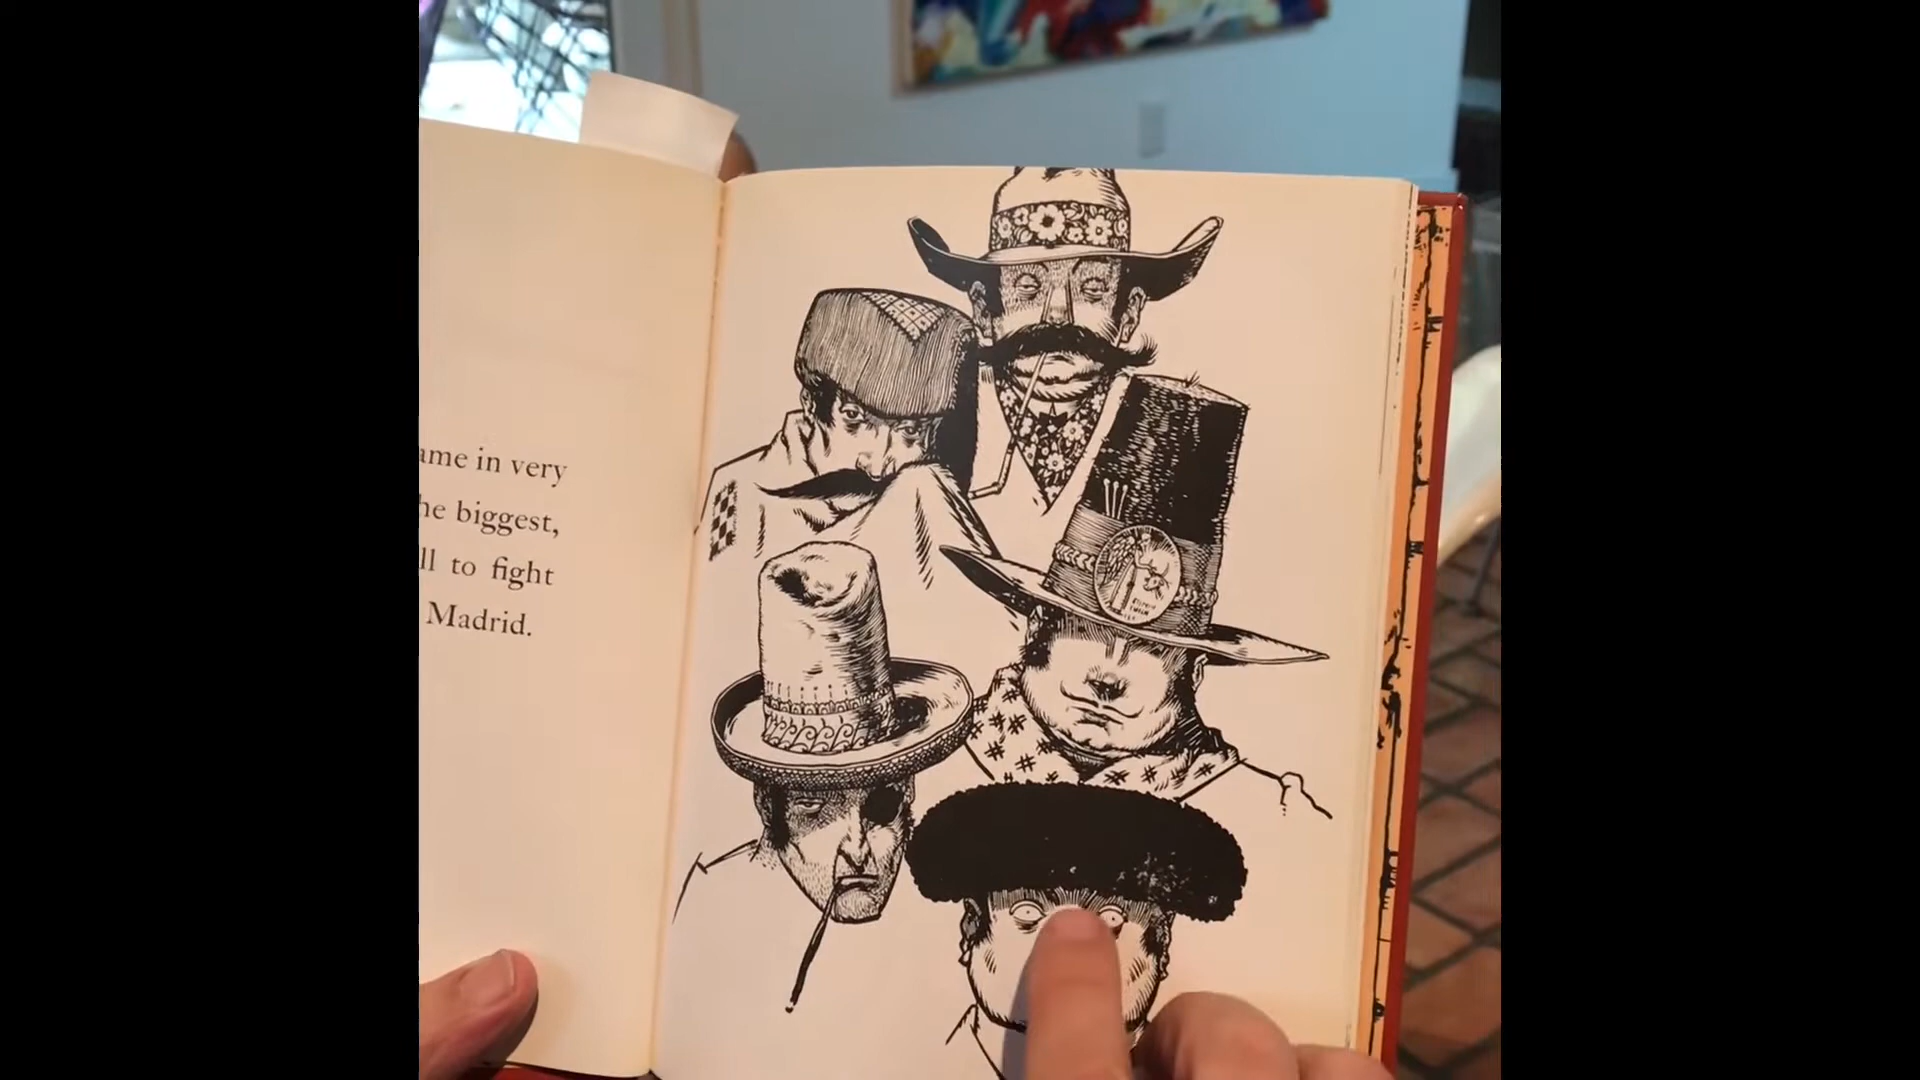 ame in very
he biggest,
ll to fight
Madrid.